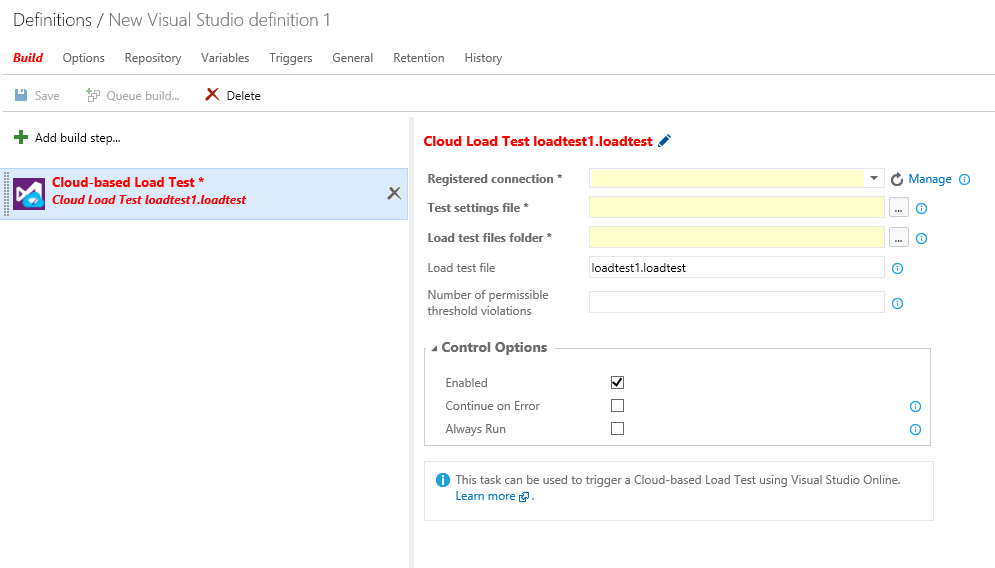 Definitions / New Visual Studio definition 1
Build Options Repository Variables Triggers General Retention History
Save Queue build... Delete
Add build step...
Cloud-based Load Test *
Cloud Load Test loadtest1.loadtest
Cloud Load Test loadtest1.loadtest
Registered connection * Manage
Test settings file * ...
Load test files folder * ...
Load test file loadtest1.loadtest
Number of permissible
threshold violations
Control Options
Enabled
Continue on Error
Always Run
This task can be used to trigger a Cloud-based Load Test using Visual Studio Online.
Learn more .